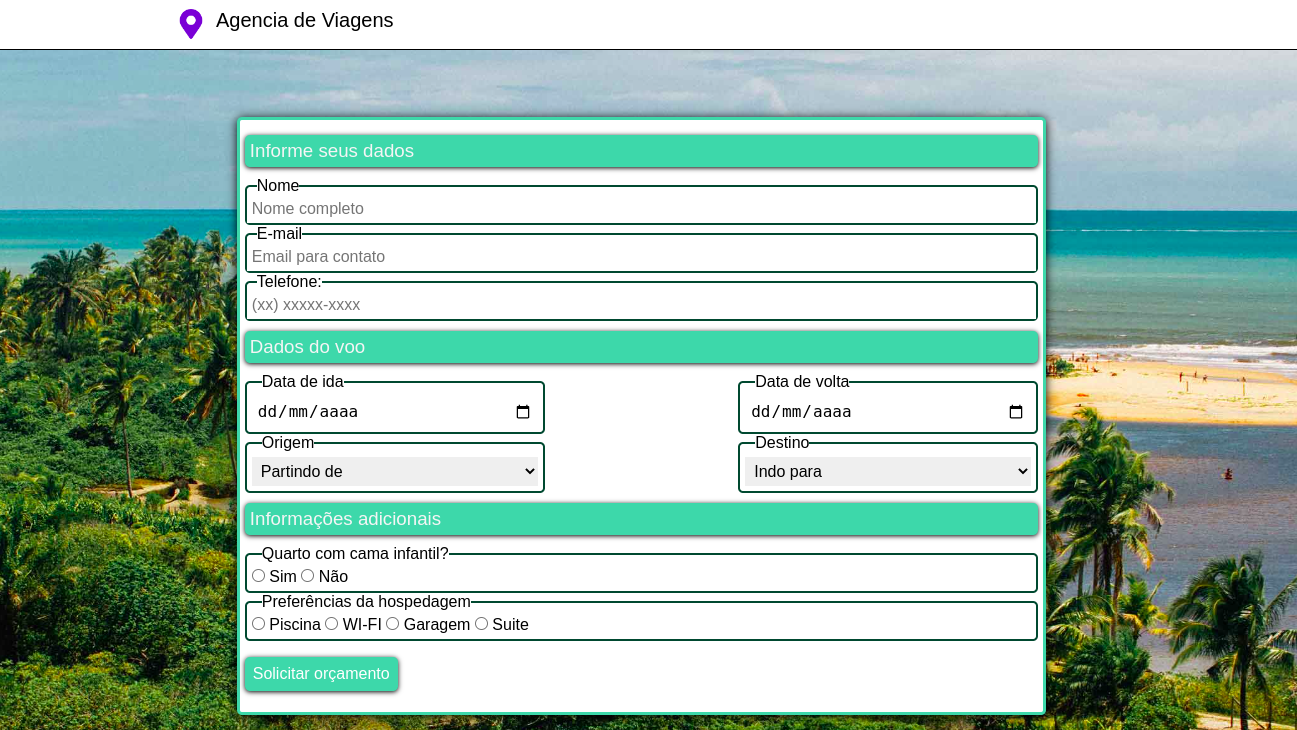 Agencia de Viagens
Informe seus dados
Nome
Nome completo
E-mail
Email para contato
Telefone:
(xx) xxxxx-xxxx
Dados do voo
Data de ida Data de volta
dd/mm/aaaa dd/mm/aaaa
Origem Destino
Partindo de Indo para
Informações adicionais
Quarto com cama infantil?
Sim Não
Preferências da hospedagem
Piscina WI-FI Garagem Suite
Solicitar orçamento